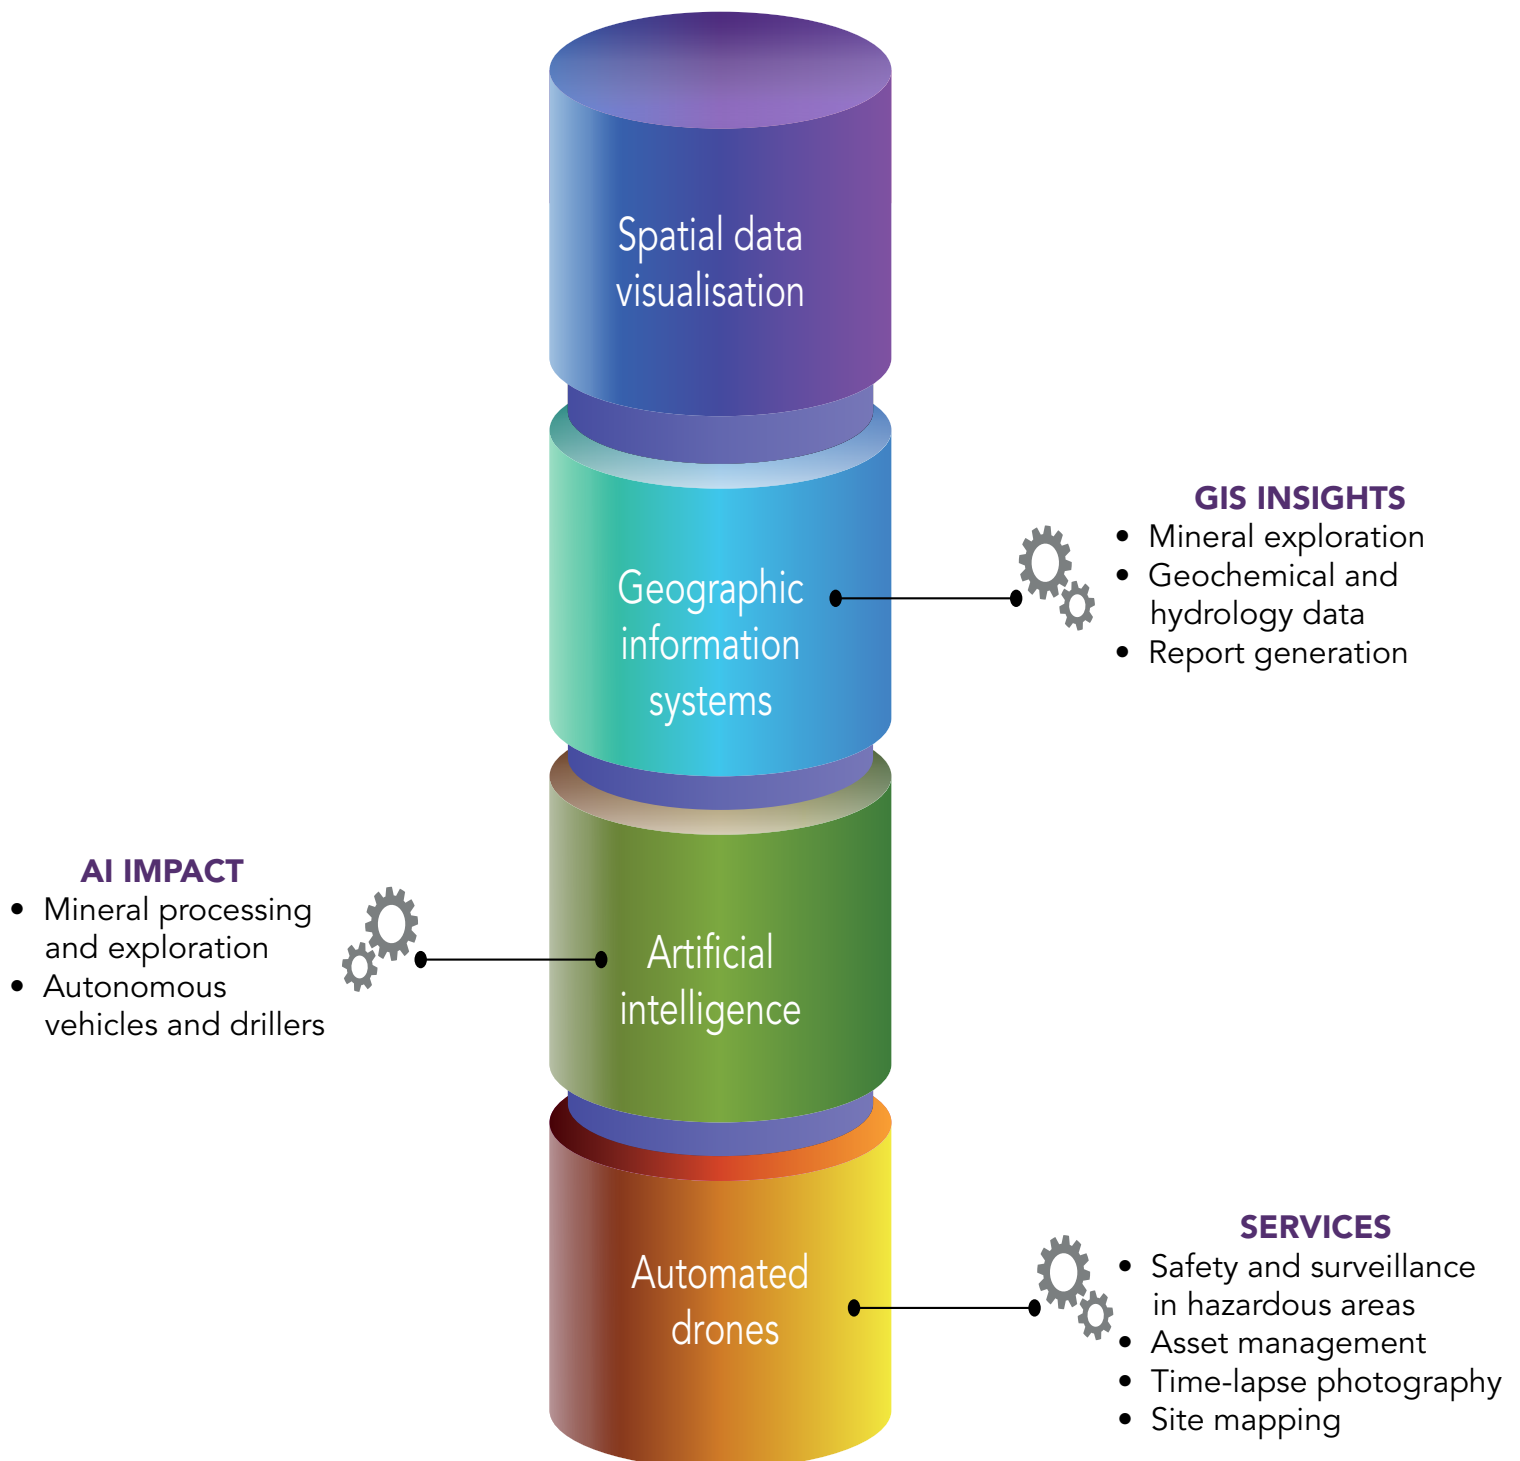 Spatial data
visualisation
Geographic
information
systems
GIS INSIGHTS
• Mineral exploration
• Geochemical and
hydrology data
• Report generation
AI IMPACT
• Mineral processing
and exploration
• Autonomous
vehicles and drillers
Artificial
intelligence
Automated
drones
SERVICES
• Safety and surveillance
in hazardous areas
• Asset management
• Time-lapse photography
• Site mapping